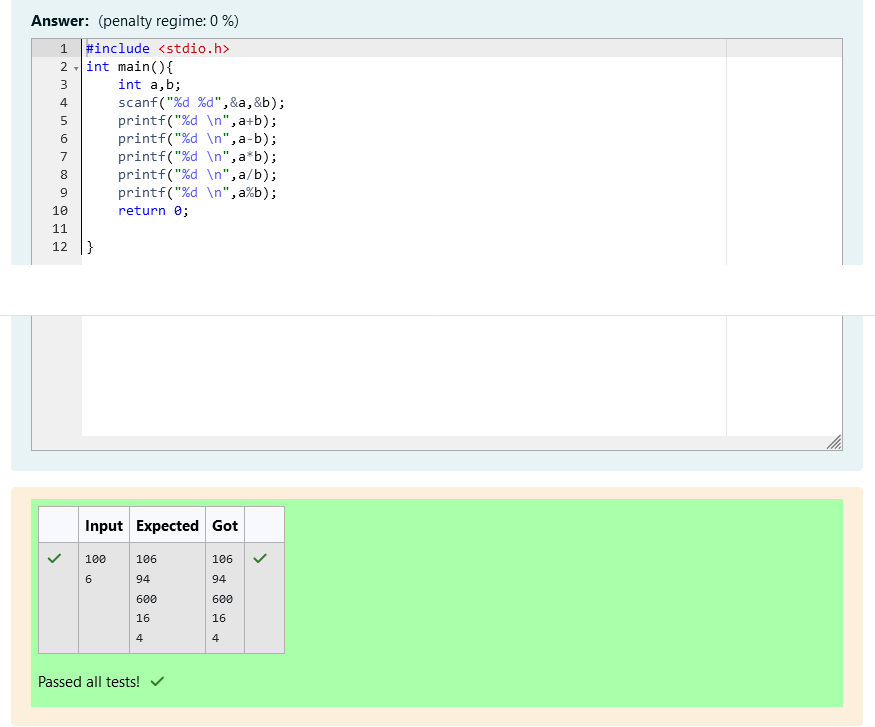 Answer: (penalty regime: 0 %)
1 #include <stdio.h>
2 int main(){
3     int a,b;
4     scanf("%d %d",&a,&b);
5     printf("%d \n",a+b);
6     printf("%d \n",a-b);
7     printf("%d \n",a*b);
8     printf("%d \n",a/b);
9     printf("%d \n",a%b);
10     return 0;
11
12 }
Input Expected Got
100 106 106
6 94 94
600 600
16 16
4 4
Passed all tests!